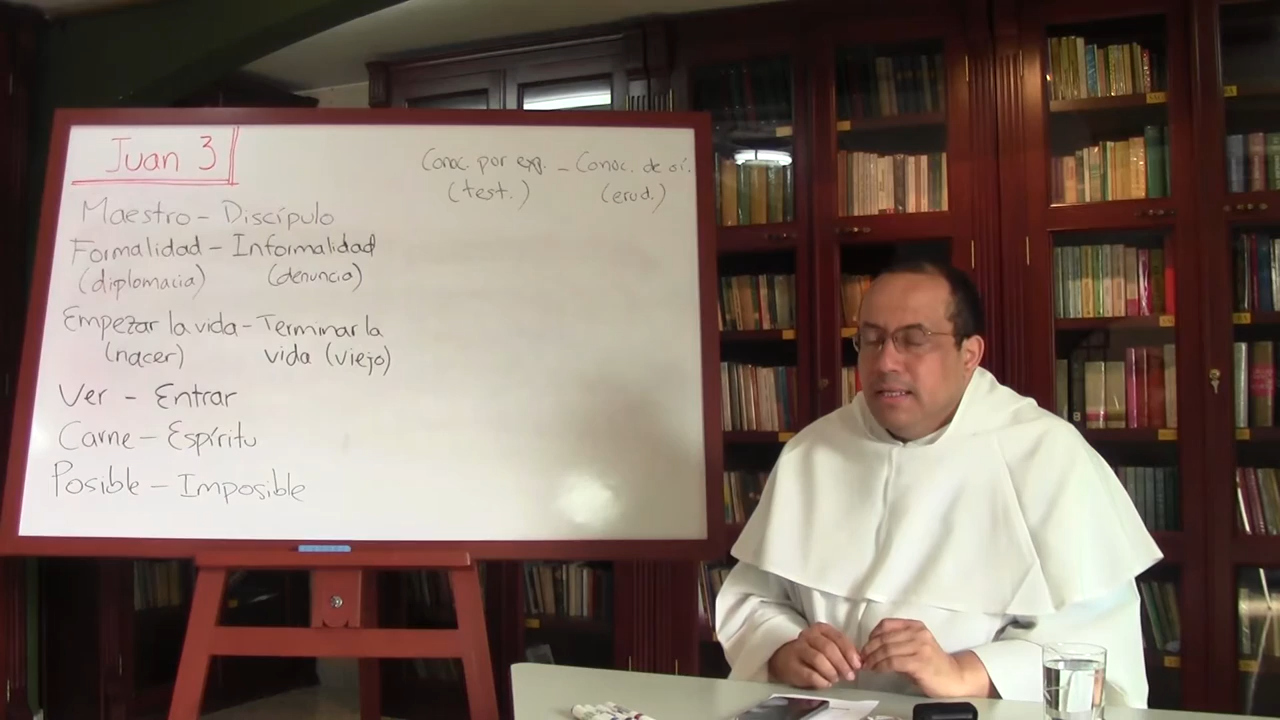 Juan 3
Maestro - Discípulo
Formalidad - Informalidad
(diplomacia) (denuncia)
Empezar la vida - Terminar la
(nacer) vida (viejo)
Ver - Entrar
Carne - Espíritu
Posible - Imposible
Conoc. por exp. - Conoc. de oí.
(test.) (erud.)